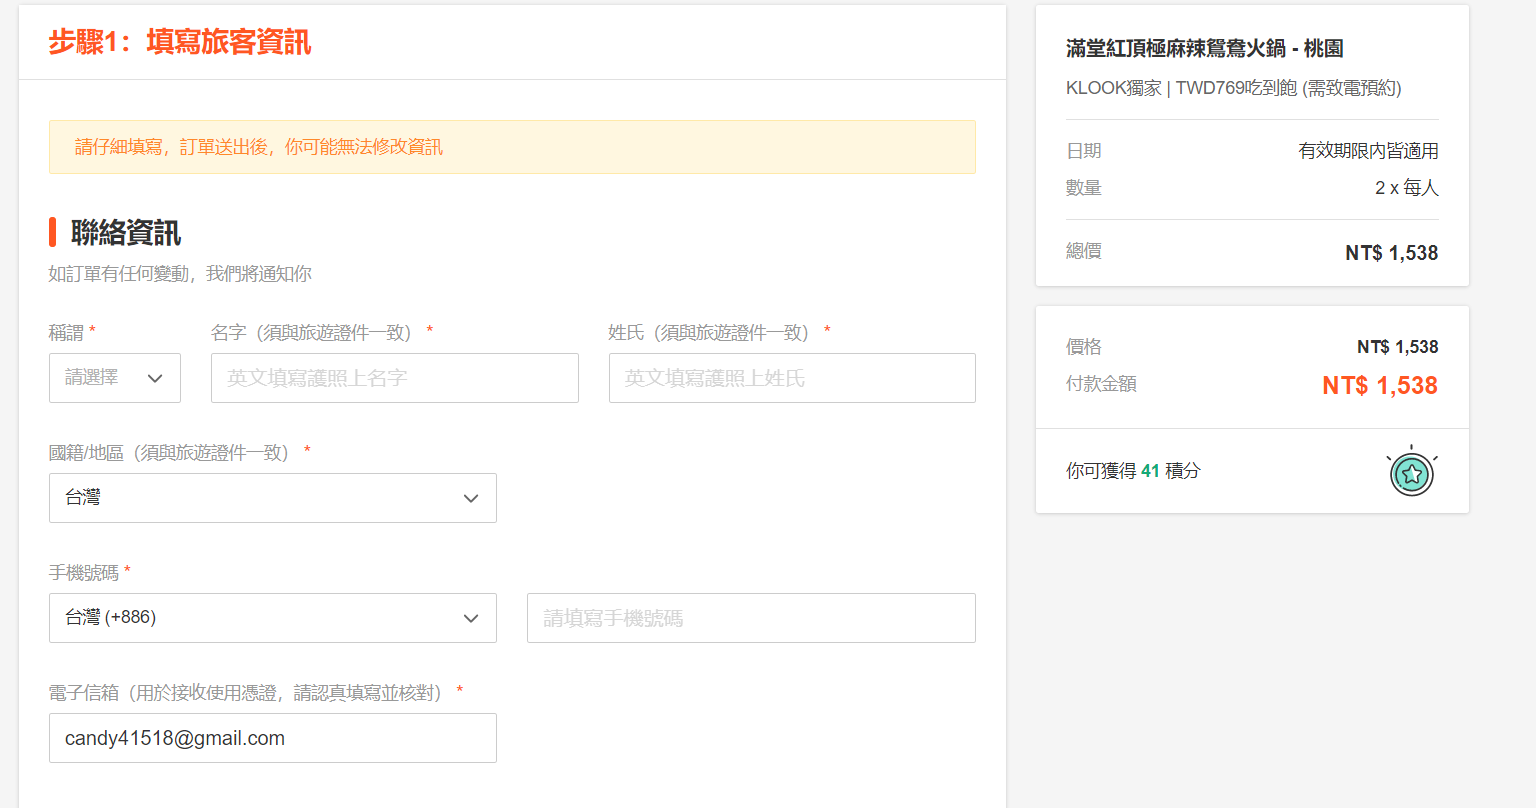 步驟1：填寫旅客資訊
請仔細填寫，訂單送出後，你可能無法修改資訊
聯絡資訊
如訂單有任何變動，我們將通知你
稱謂 *
請選擇
名字（須與旅遊證件一致） *
英文填寫護照上名字
姓氏（須與旅遊證件一致） *
英文填寫護照上姓氏
國籍/地區（須與旅遊證件一致） *
台灣
手機號碼 *
台灣 (+886)
請填寫手機號碼
電子信箱（用於接收使用憑證，請認真填寫並核對） *
candy41518@gmail.com
滿堂紅頂極麻辣鴛鴦火鍋 - 桃園
KLOOK獨家 | TWD769吃到飽 (需致電預約)
日期 有效期限内皆適用
數量 2 x 每人
總價 NT$ 1,538
價格 NT$ 1,538
付款金額 NT$ 1,538
你可獲得 41 積分